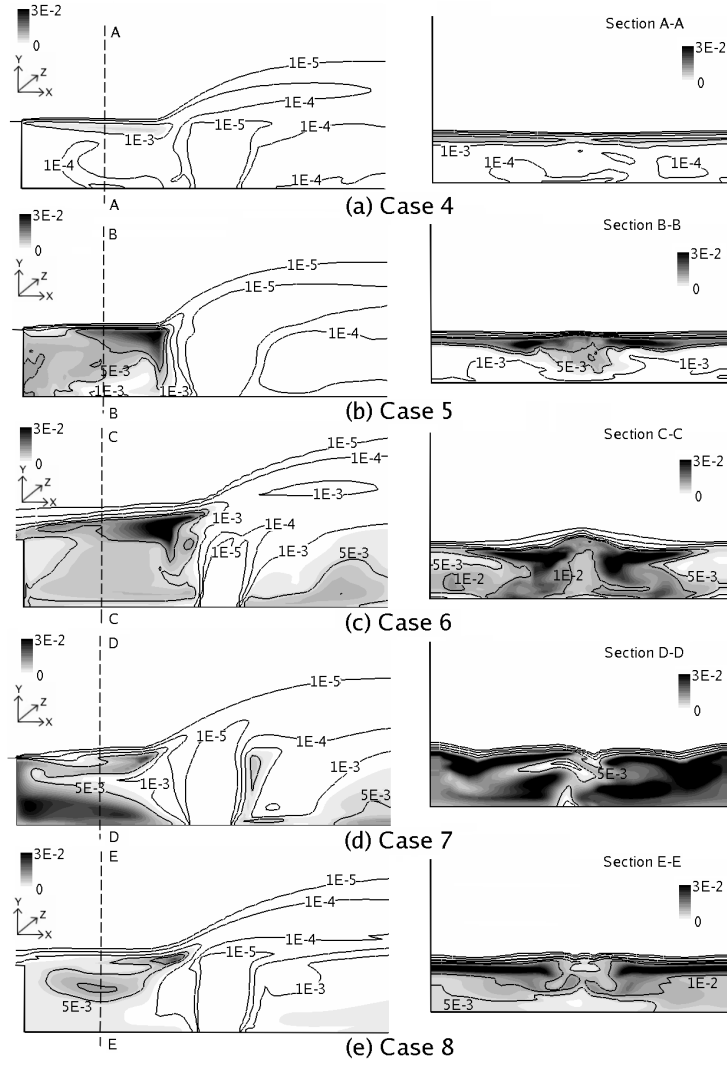 3E-2
0
A
Y
Z
X
1E-5
1E-4
1E-5
1E-4
1E-3
1E-4
1E-4
A
Section A-A
3E-2
0
1E-3
1E-4
1E-4
(a) Case 4
3E-2
0
B
Y
Z
X
1E-5
1E-5
1E-4
5E-3
1E-3
1E-3
B
Section B-B
3E-2
0
1E-3
5E-3
1E-3
(b) Case 5
3E-2
0
C
Y
Z
X
1E-5
1E-4
1E-3
1E-3
1E-4
1E-5
1E-3
5E-3
C
Section C-C
3E-2
0
5E-3
1E-2
1E-2
5E-3
(c) Case 6
3E-2
0
D
Y
Z
X
1E-5
1E-5
1E-4
1E-3
5E-3
1E-3
5E-3
D
Section D-D
3E-2
0
5E-3
(d) Case 7
3E-2
0
E
Y
Z
X
1E-5
1E-4
1E-4
1E-5
1E-3
5E-3
E
Section E-E
3E-2
0
1E-2
5E-3
(e) Case 8